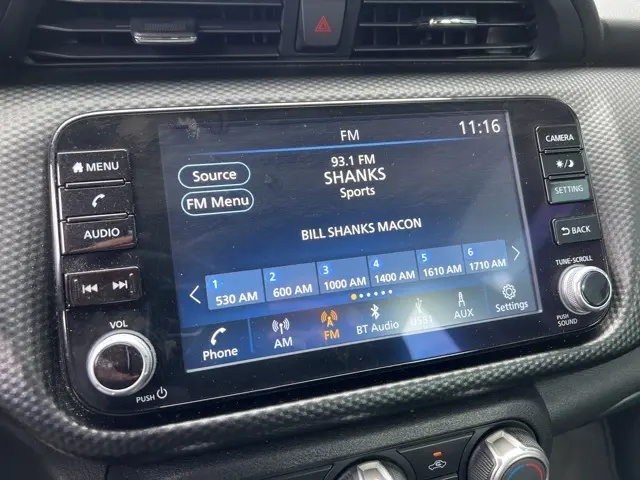 FM
11:16
93.1 FM
SHANKS
Sports
Source
FM Menu
BILL SHANKS MACON
1 530 AM
2 600 AM
3 1000 AM
4 1400 AM
5 1610 AM
6 1710 AM
Phone
AM
FM
BT Audio
USB1
AUX
Settings
MENU
AUDIO
VOL
PUSH
CAMERA
SETTING
BACK
TUNE-SCROLL
PUSH
SOUND